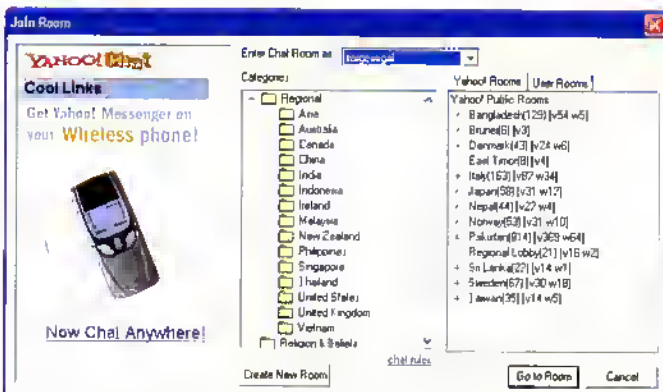 Join Room
YAHOO! Chat
Cool Links
Get Yahoo! Messenger on
your Wireless phone!
Now Chat Anywhere!
Enter Chat Room as
Categories
Regional
Asia
Australia
Canada
China
India
Indonesia
Ireland
Malaysia
New Zealand
Philippines
Singapore
Thailand
United States
United Kingdom
Vietnam
Religion & Beliefs
chat rules
Create New Room
Yahoo! Rooms
User Rooms
Yahoo! Public Rooms
+ Bangladesh(129) [v54 w5]
+ Brunei(6) [v3]
+ Denmark(43) [v24 w6]
East Timor(8) [v4]
+ Italy(163) [v87 w34]
+ Japan(58) [v31 w17]
+ Nepal(44) [v27 w4]
+ Norway(53) [v31 w10]
+ Pakistan(814) [v369 w64]
Regional Lobby(21) [v16 w2]
+ Sri Lanka(22) [v14 w1]
+ Sweden(67) [v30 w18]
+ Taiwan(35) [v14 w5]
Go to Room
Cancel